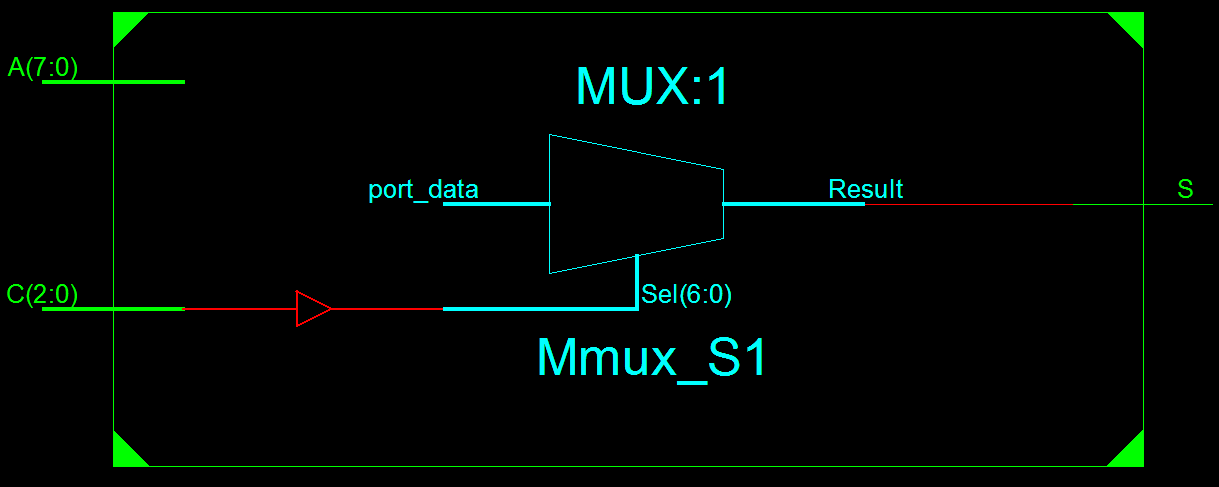 A(7:0)
MUX:1
port_data
Result
S
C(2:0)
Sel(6:0)
Mmux_S1